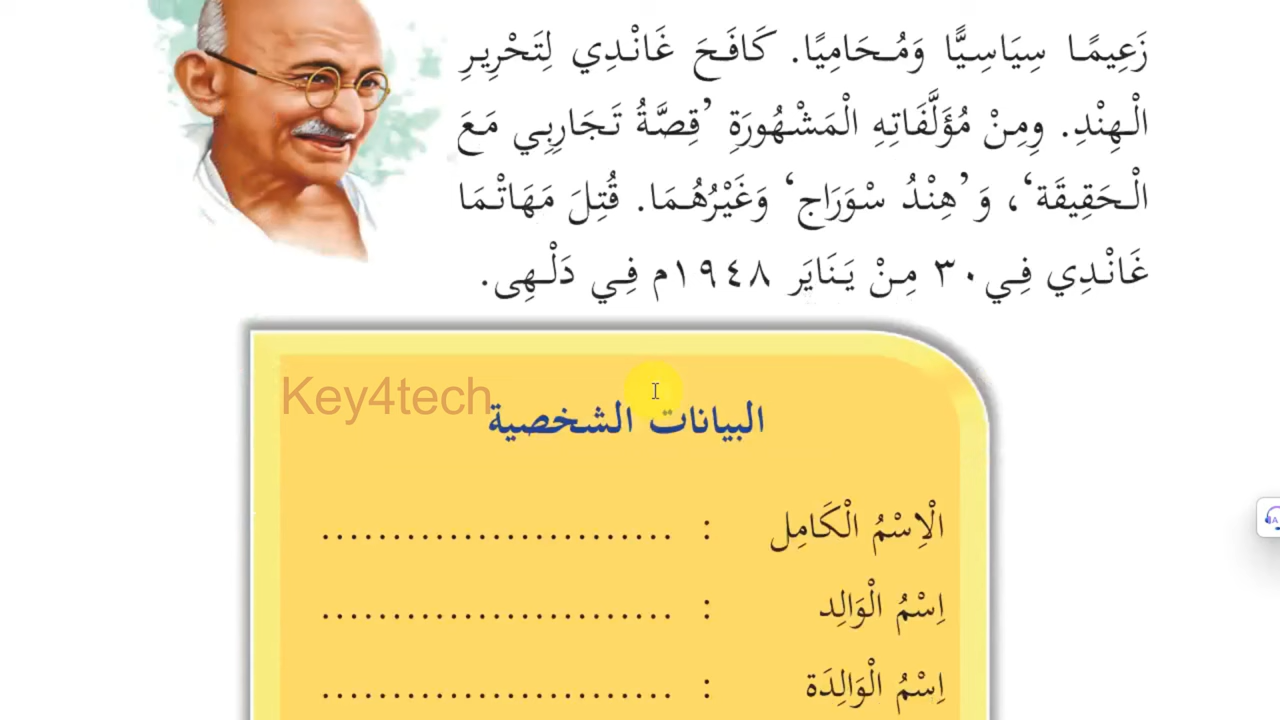 زَعِيمًا سِيَاسِيًّا وَمُحَامِيًا. كَافَحَ غَانْدِي لِتَحْرِيرِ
الْهِنْدِ. وِمِنْ مُؤَلَّفَاتِهِ الْمَشْهُورَةِ ’قِصَّةُ تَجَارِبِي مَعَ
الْحَقِيقَة‘، وَ’هِنْدُ سْوَرَاج‘ وَغَيْرُهُمَا. قُتِلَ مَهَاتْمَا
غَانْدِي فِي٣٠ مِنْ يَنَايَر ١٩٤٨م فِي دَلْهِى.
Key4tech
البيانات الشخصية
الْاِسْمُ الْكَامِل : .........................
اِسْمُ الْوَالِد : .........................
اِسْمُ الْوَالِدَة : .........................